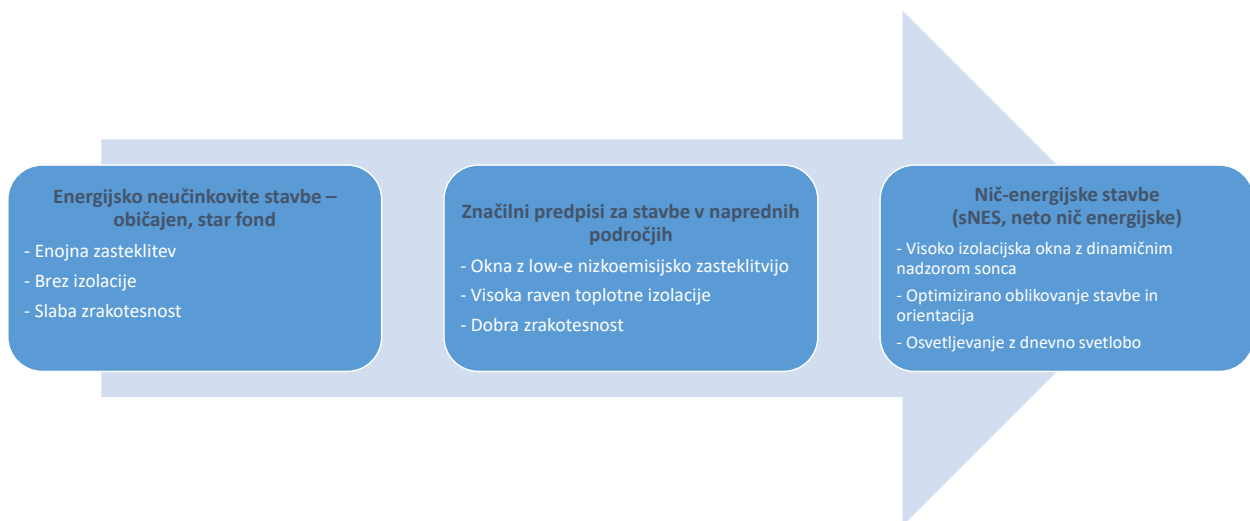 Energijsko neučinkovite stavbe –
običajen, star fond
- Enojna zasteklitev
- Brez izolacije
- Slaba zrakotesnost
Značilni predpisi za stavbe v naprednih
področjih
- Okna z low-e nizkoemisijsko zasteklitvijo
- Visoka raven toplotne izolacije
- Dobra zrakotesnost
Nič-energijske stavbe
(sNES, neto nič energijske)
- Visoko izolacijska okna z dinamičnim
nadzorom sonca
- Optimizirano oblikovanje stavbe in
orientacija
- Osvetljevanje z dnevno svetlobo